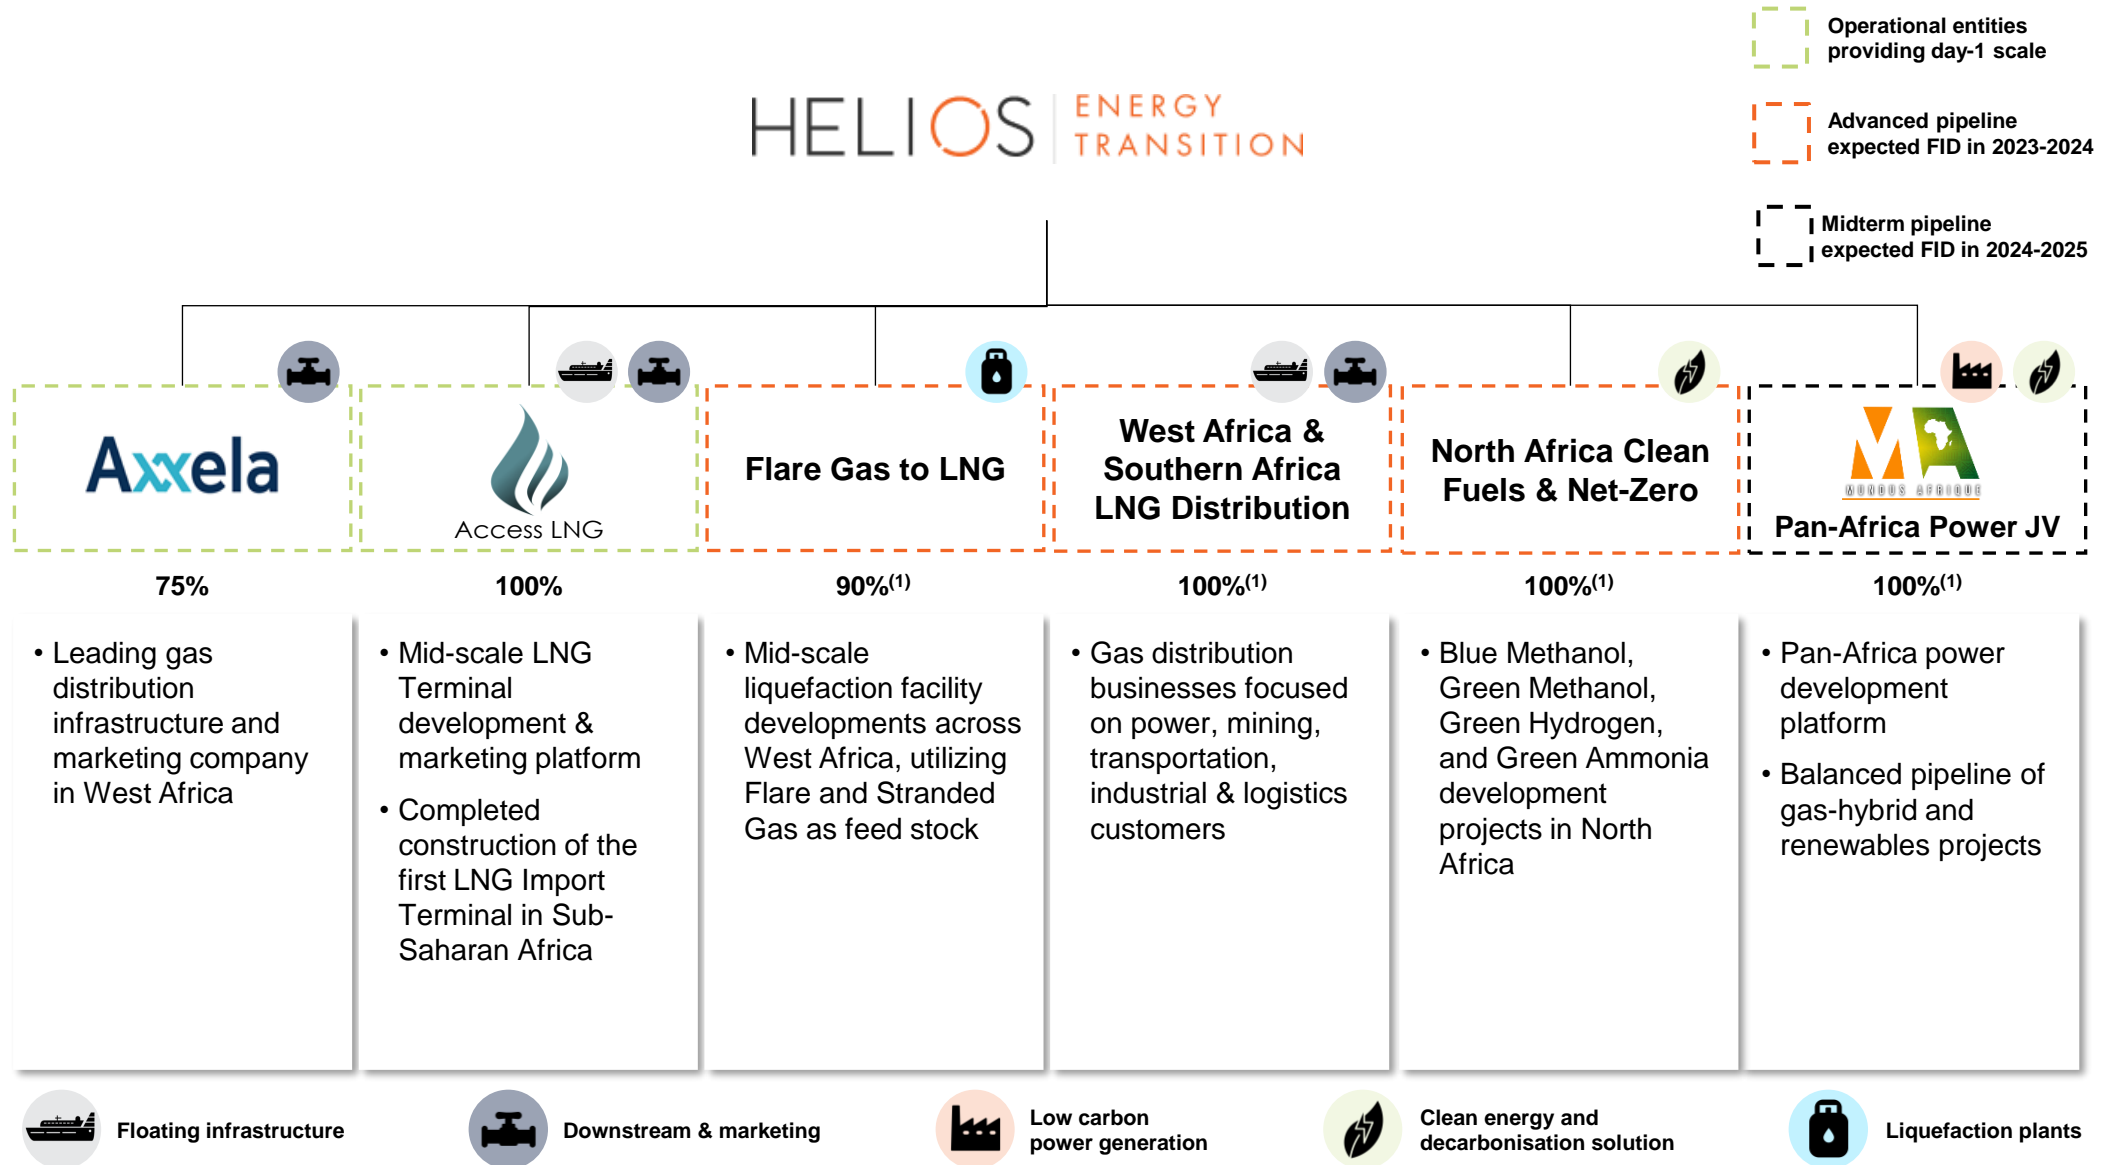 Operational entities
providing day-1 scale
HELIOS
ENERGY
TRANSITION
Advanced pipeline
expected FID in 2023-2024
Midterm pipeline
expected FID in 2024-2025
Axxela
Access LNG
Flare Gas to LNG
West Africa &
Southern Africa
LNG Distribution
North Africa Clean
Fuels & Net-Zero
MA
MUNDUS AFRIQUE
Pan-Africa Power JV
75%
100%
90%(1)
100%(1)
100%(1)
100%(1)
• Leading gas
distribution
infrastructure and
marketing company
in West Africa
• Mid-scale LNG
Terminal
development &
marketing platform
• Completed
construction of the
first LNG Import
Terminal in Sub-
Saharan Africa
• Mid-scale
liquefaction facility
developments across
West Africa, utilizing
Flare and Stranded
Gas as feed stock
• Gas distribution
businesses focused
on power, mining,
transportation,
industrial & logistics
customers
• Blue Methanol,
Green Methanol,
Green Hydrogen,
and Green Ammonia
development
projects in North
Africa
• Pan-Africa power
development
platform
• Balanced pipeline of
gas-hybrid and
renewables projects
Floating infrastructure
Downstream & marketing
Low carbon
power generation
Clean energy and
decarbonisation solution
Liquefaction plants